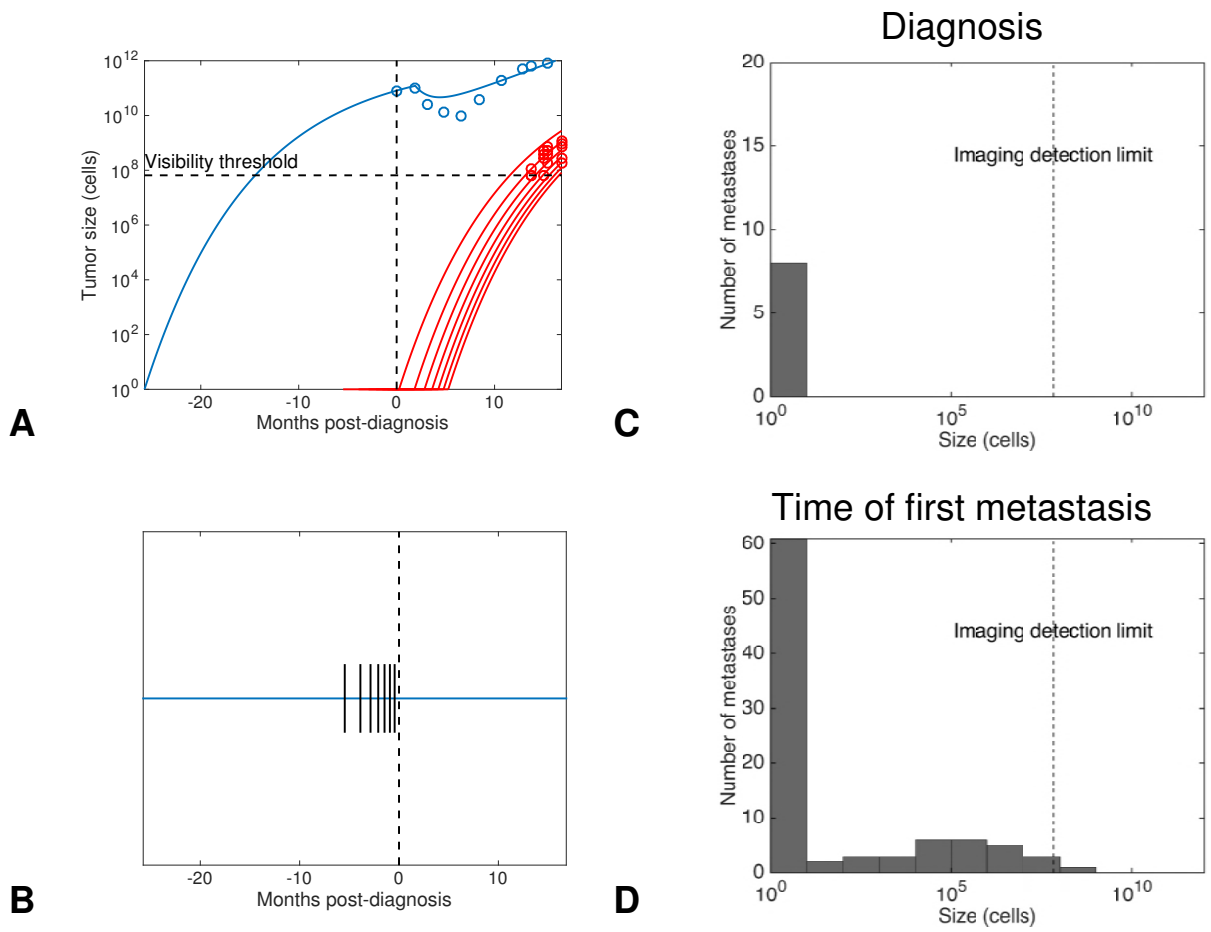 10^12
10^10
10^8
10^6
10^4
10^2
10^0
Tumor size (cells)
Visibility threshold
-20
-10
0
10
Months post-diagnosis
A
-20
-10
0
10
Months post-diagnosis
B
Diagnosis
20
15
10
5
0
Number of metastases
Imaging detection limit
10^0
10^5
10^10
Size (cells)
C
Time of first metastasis
60
50
40
30
20
10
0
Number of metastases
Imaging detection limit
10^0
10^5
10^10
Size (cells)
D